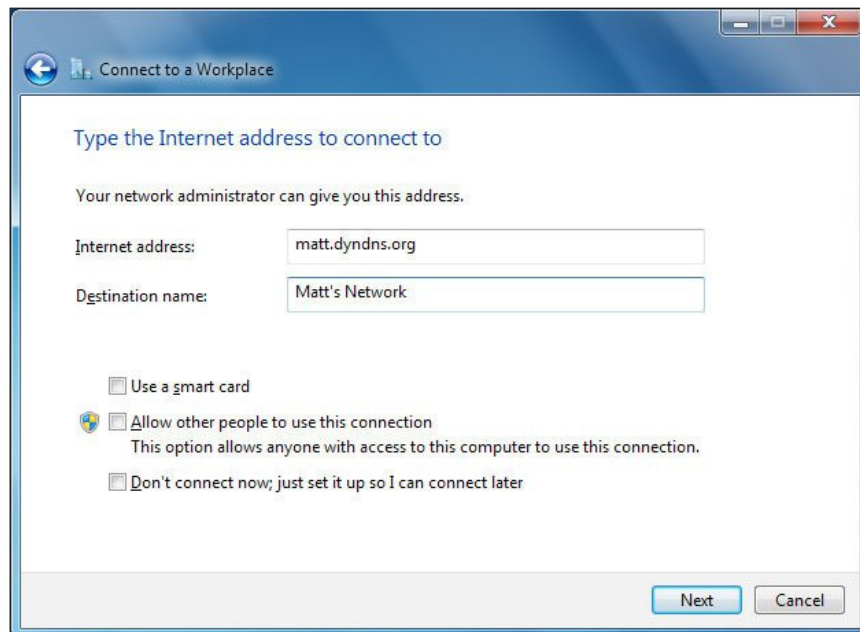 Connect to a Workplace
Type the Internet address to connect to
Your network administrator can give you this address.
Internet address: matt.dyndns.org
Destination name: Matt's Network
Use a smart card
Allow other people to use this connection
This option allows anyone with access to this computer to use this connection.
Don't connect now; just set it up so I can connect later
Next Cancel